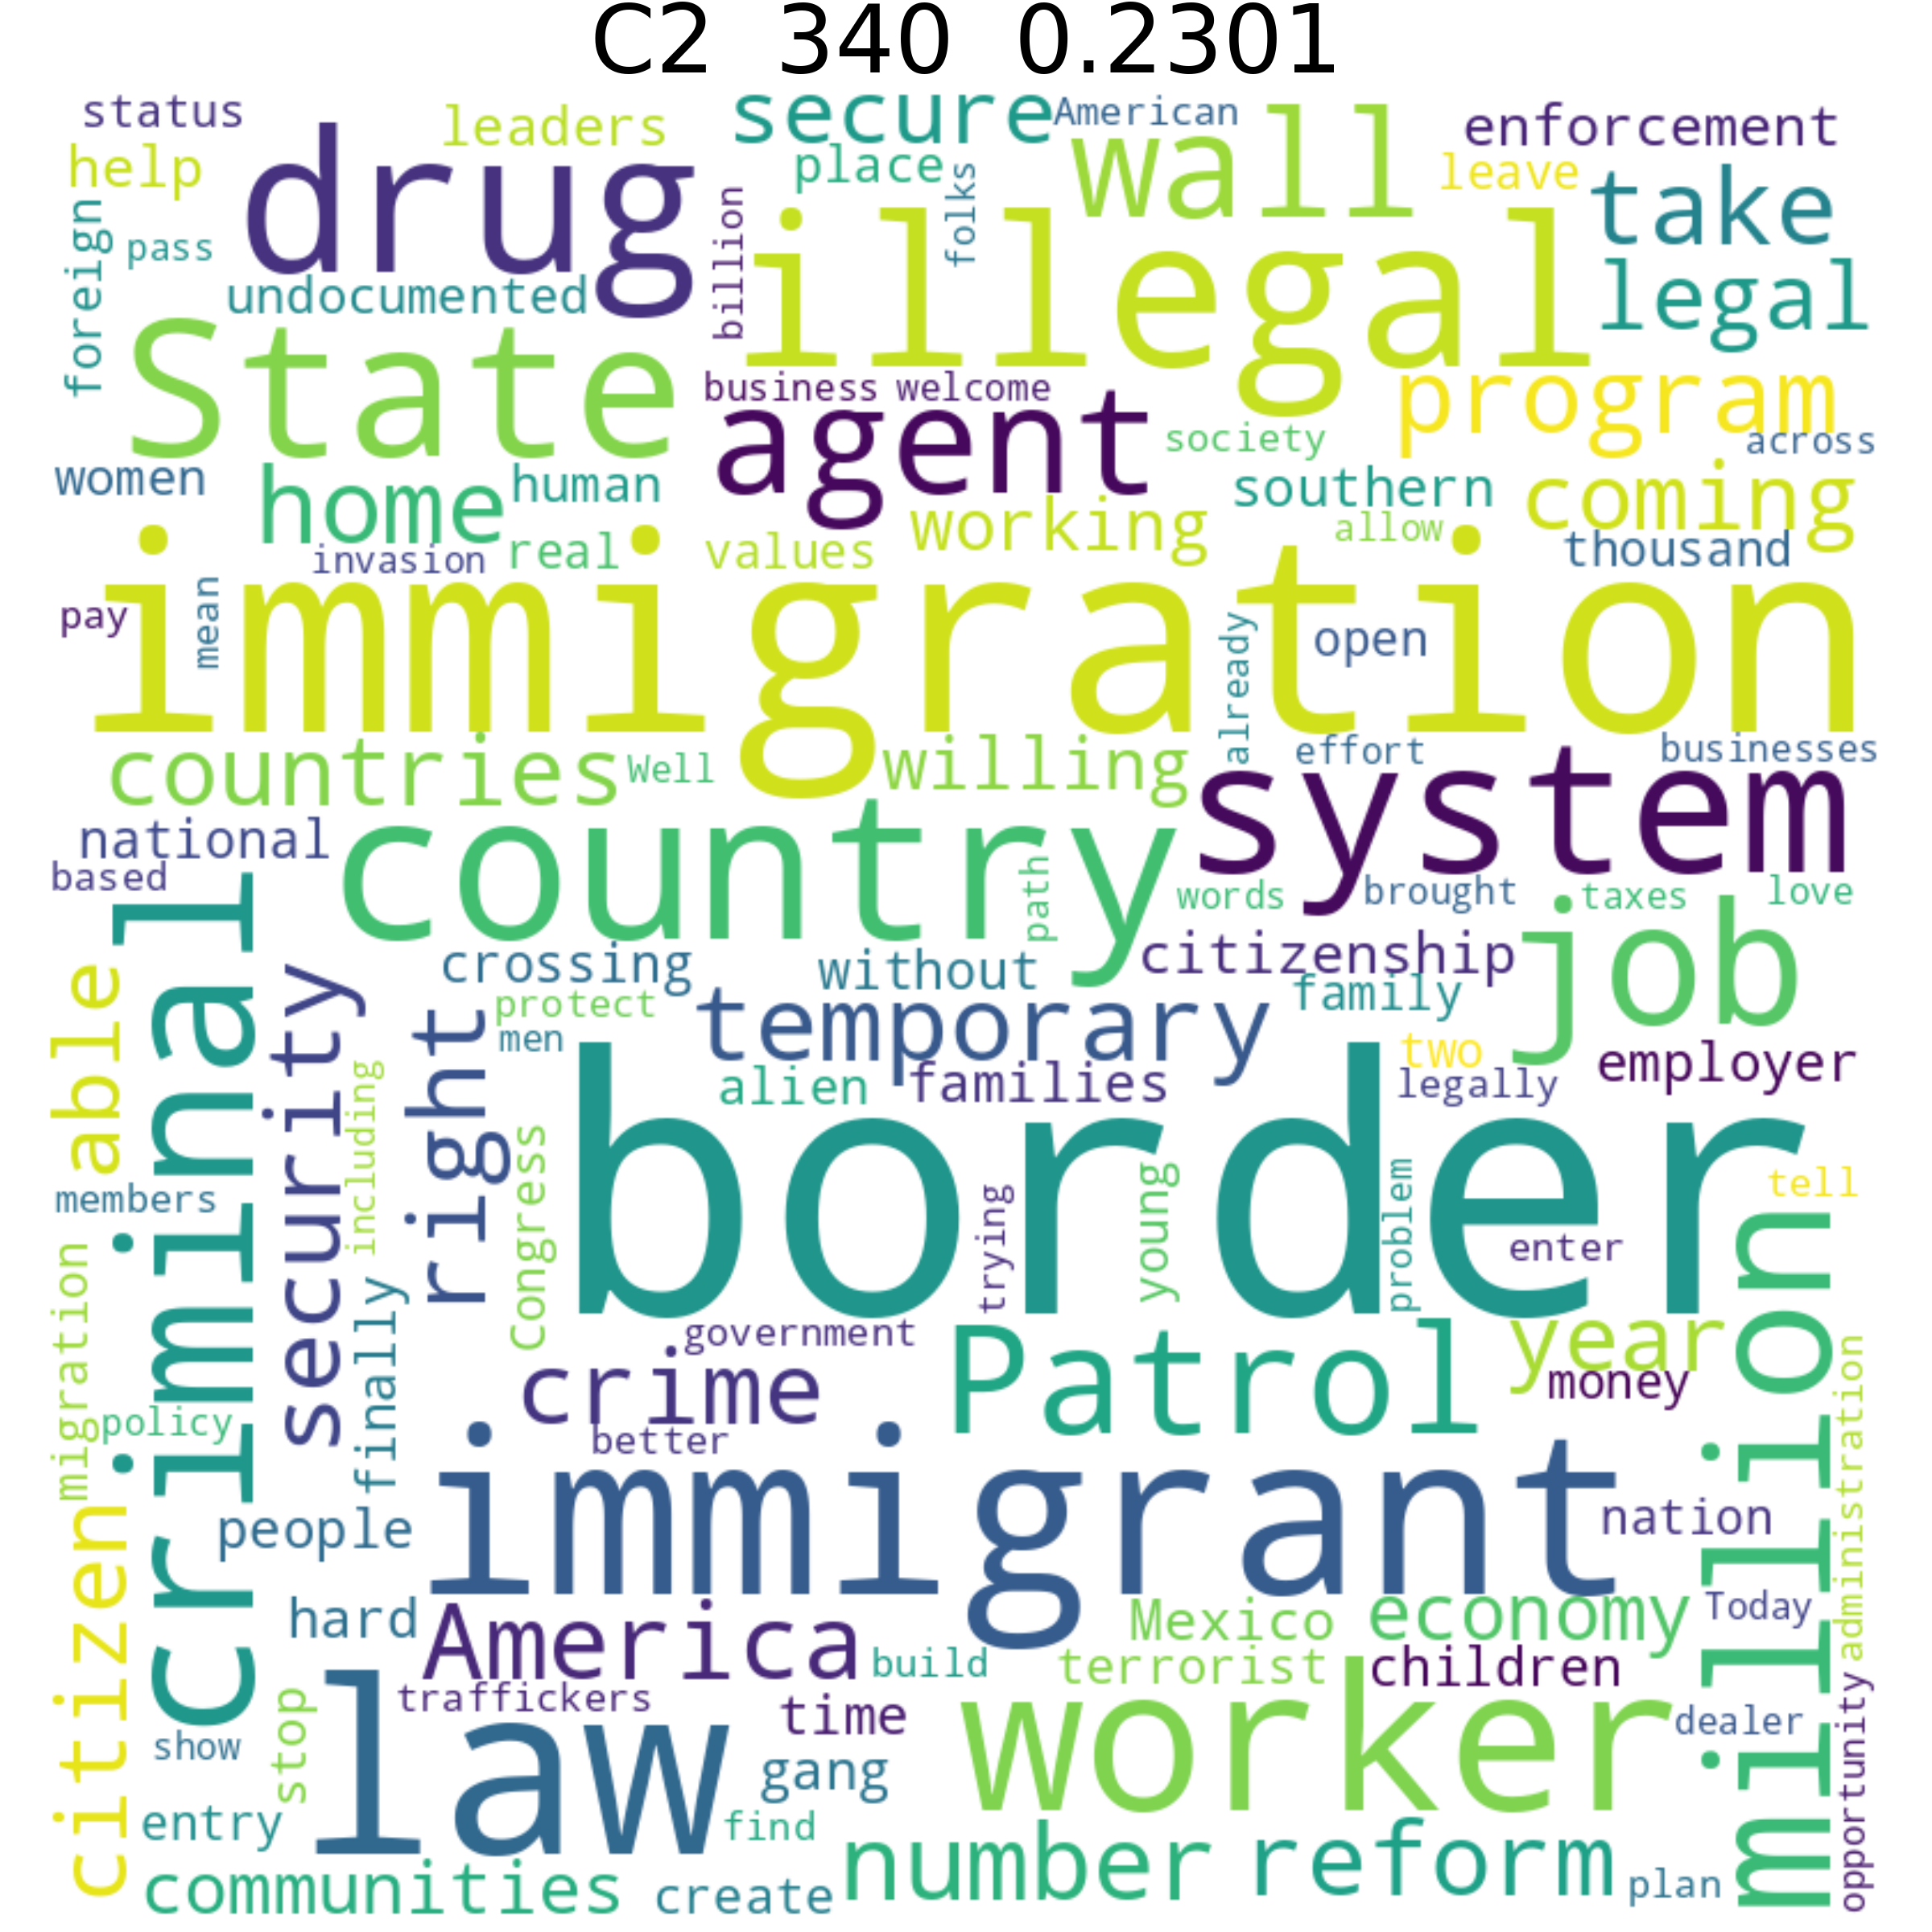 C2 340 0.2301
status
leaders
secure
American
wall
enforcement
help
drug
place
folks
leave
take
foreign
pass
billion
illegal
legal
undocumented
State
business
welcome
agent
society
program
across
women
home
human
southern
coming
working
allow
invasion
real
values
thousand
immigration
pay
mean
already
open
countries
Well
willing
effort
businesses
system
national
country
based
path
words
brought
taxes
love
criminal
crossing
without
citizenship
job
able
security
protect
temporary
family
men
right
two
employer
including
alien
families
legally
border
Congress
trying
young
problem
tell
members
enter
million
migration
finally
government
Patrol
year
crime
money
administration
policy
better
immigrant
nation
citizen
people
hard
America
Mexico
economy
Today
build
terrorist
children
law
traffickers
time
worker
dealer
opportunity
show
stop
gang
entry
find
number
reform
communities
create
plan